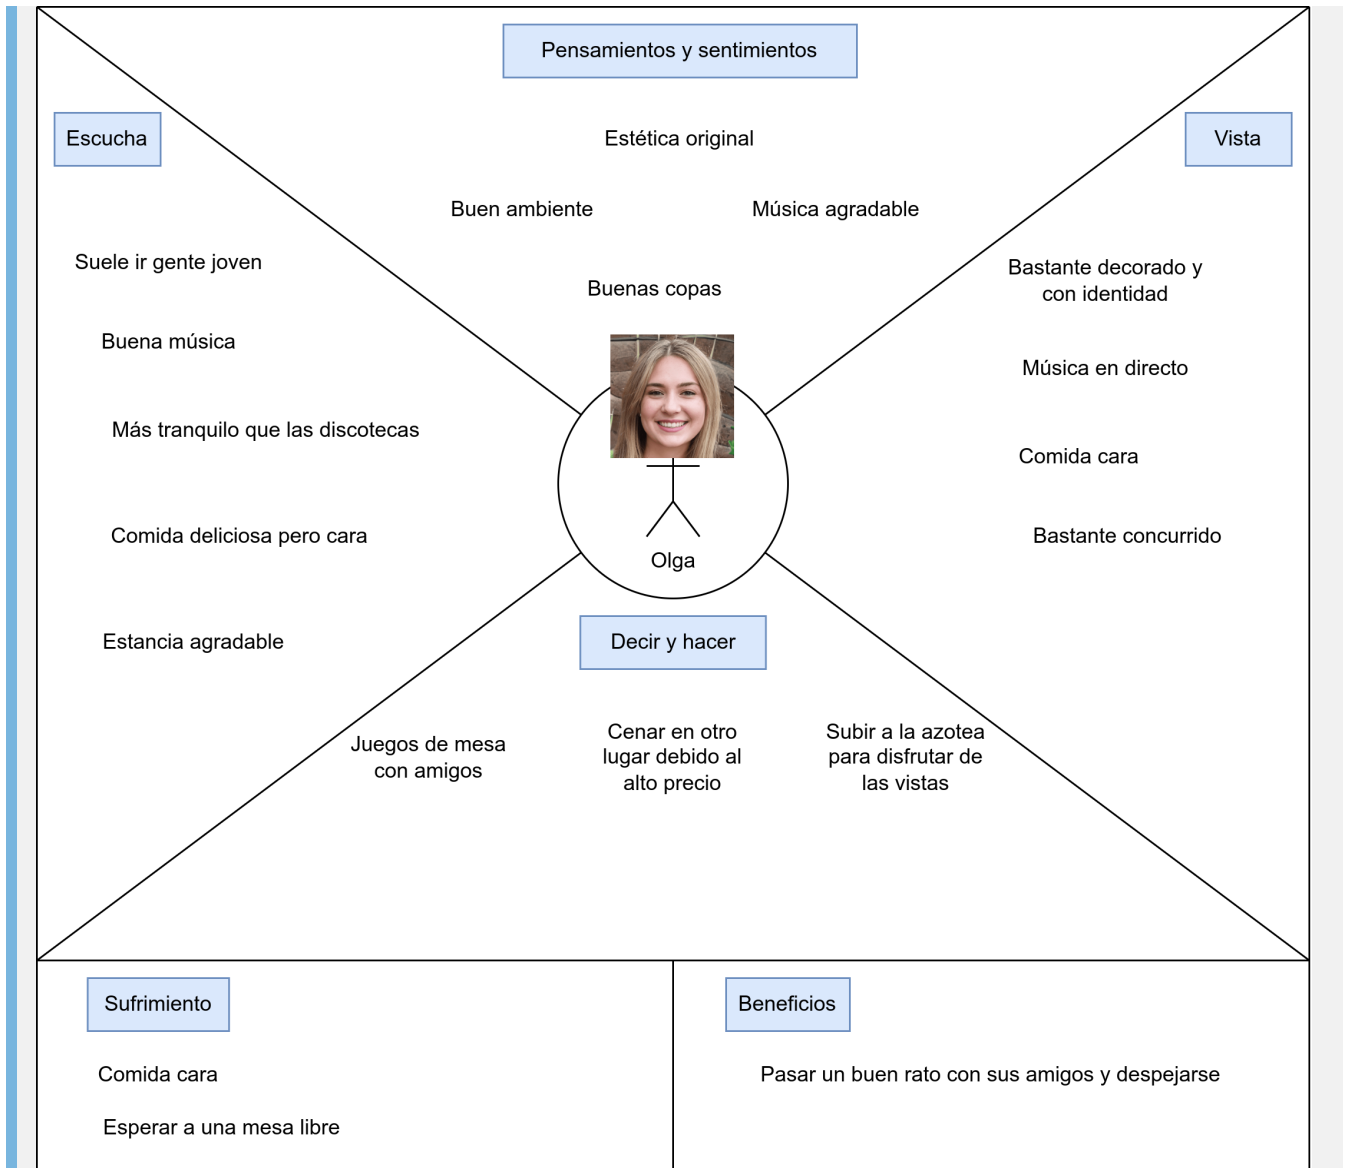 Pensamientos y sentimientos
Estética original
Buen ambiente
Música agradable
Buenas copas
Escucha
Suele ir gente joven
Buena música
Más tranquilo que las discotecas
Comida deliciosa pero cara
Estancia agradable
Vista
Bastante decorado y
con identidad
Música en directo
Comida cara
Bastante concurrido
Olga
Decir y hacer
Juegos de mesa
con amigos
Cenar en otro
lugar debido al
alto precio
Subir a la azotea
para disfrutar de
las vistas
Sufrimiento
Comida cara
Esperar a una mesa libre
Beneficios
Pasar un buen rato con sus amigos y despejarse